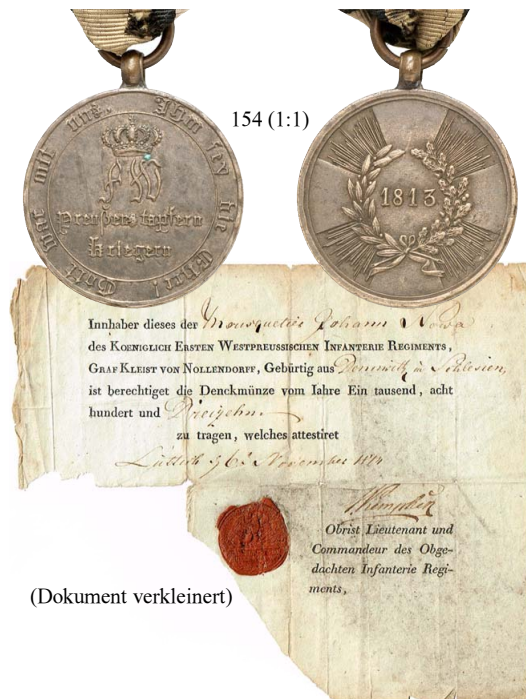 Gott war mit uns, Ihm sey die Ehre!
FW
Preußens tapfern
Kriegern
154 (1:1)
1813
Innhaber dieses der Mousquetier Johann
des KOENIGLICH ERSTEN WESTPREUSSISCHEN INFANTERIE REGIMENTS,
GRAF KLEIST VON NOLLENDORFF, Gebürtig aus in Schlesien,
ist berechtiget die Denckmünze vom Iahre Ein tausend, acht
hundert und Dreizehn
zu tragen, welches attestiret
Lüttich November
Obrist Lieutenant und
Commandeur des Obge-
dachten Infanterie Regi-
ments,
(Dokument verkleinert)